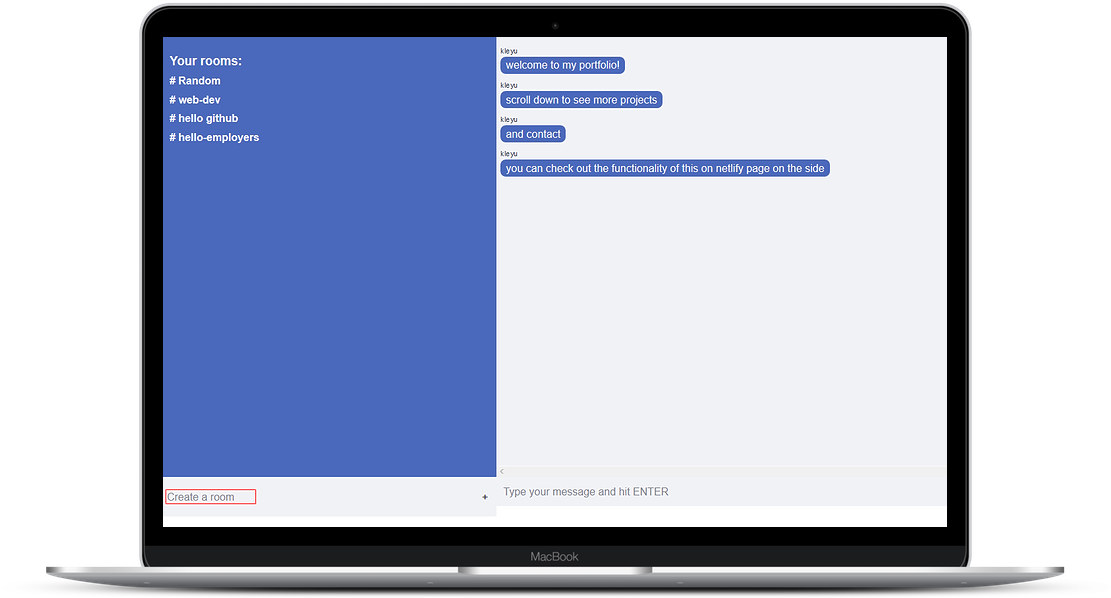 Your rooms:
# Random
# web-dev
# hello github
# hello-employers
Create a room
+
kleyu
welcome to my portfolio!
kleyu
scroll down to see more projects
kleyu
and contact
kleyu
you can check out the functionality of this on netlify page on the side
Type your message and hit ENTER
MacBook